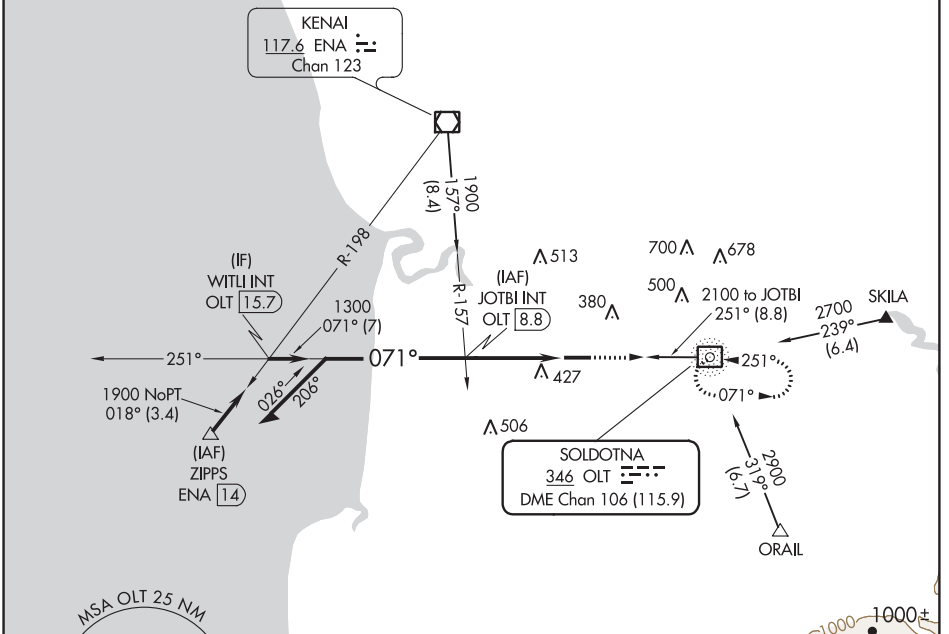 KENAI
117.6 ENA
Chan 123
1900
157°
(8.4)
R-198
R-157
513
700
678
(IF)
WITLI INT
OLT 15.7
(IAF)
JOTBI INT
OLT 8.8
380
500
2100 to JOTBI
251° (8.8)
SKILA
2700
239°
(6.4)
1300
071° (7)
251°
071°
251°
427
071°
1900 NoPT
018° (3.4)
026°
206°
(IAF)
ZIPPS
ENA 14
506
SOLDOTNA
346 OLT
DME Chan 106 (115.9)
2900
319°
(6.7)
ORAIL
MSA OLT 25 NM
1000
1000±